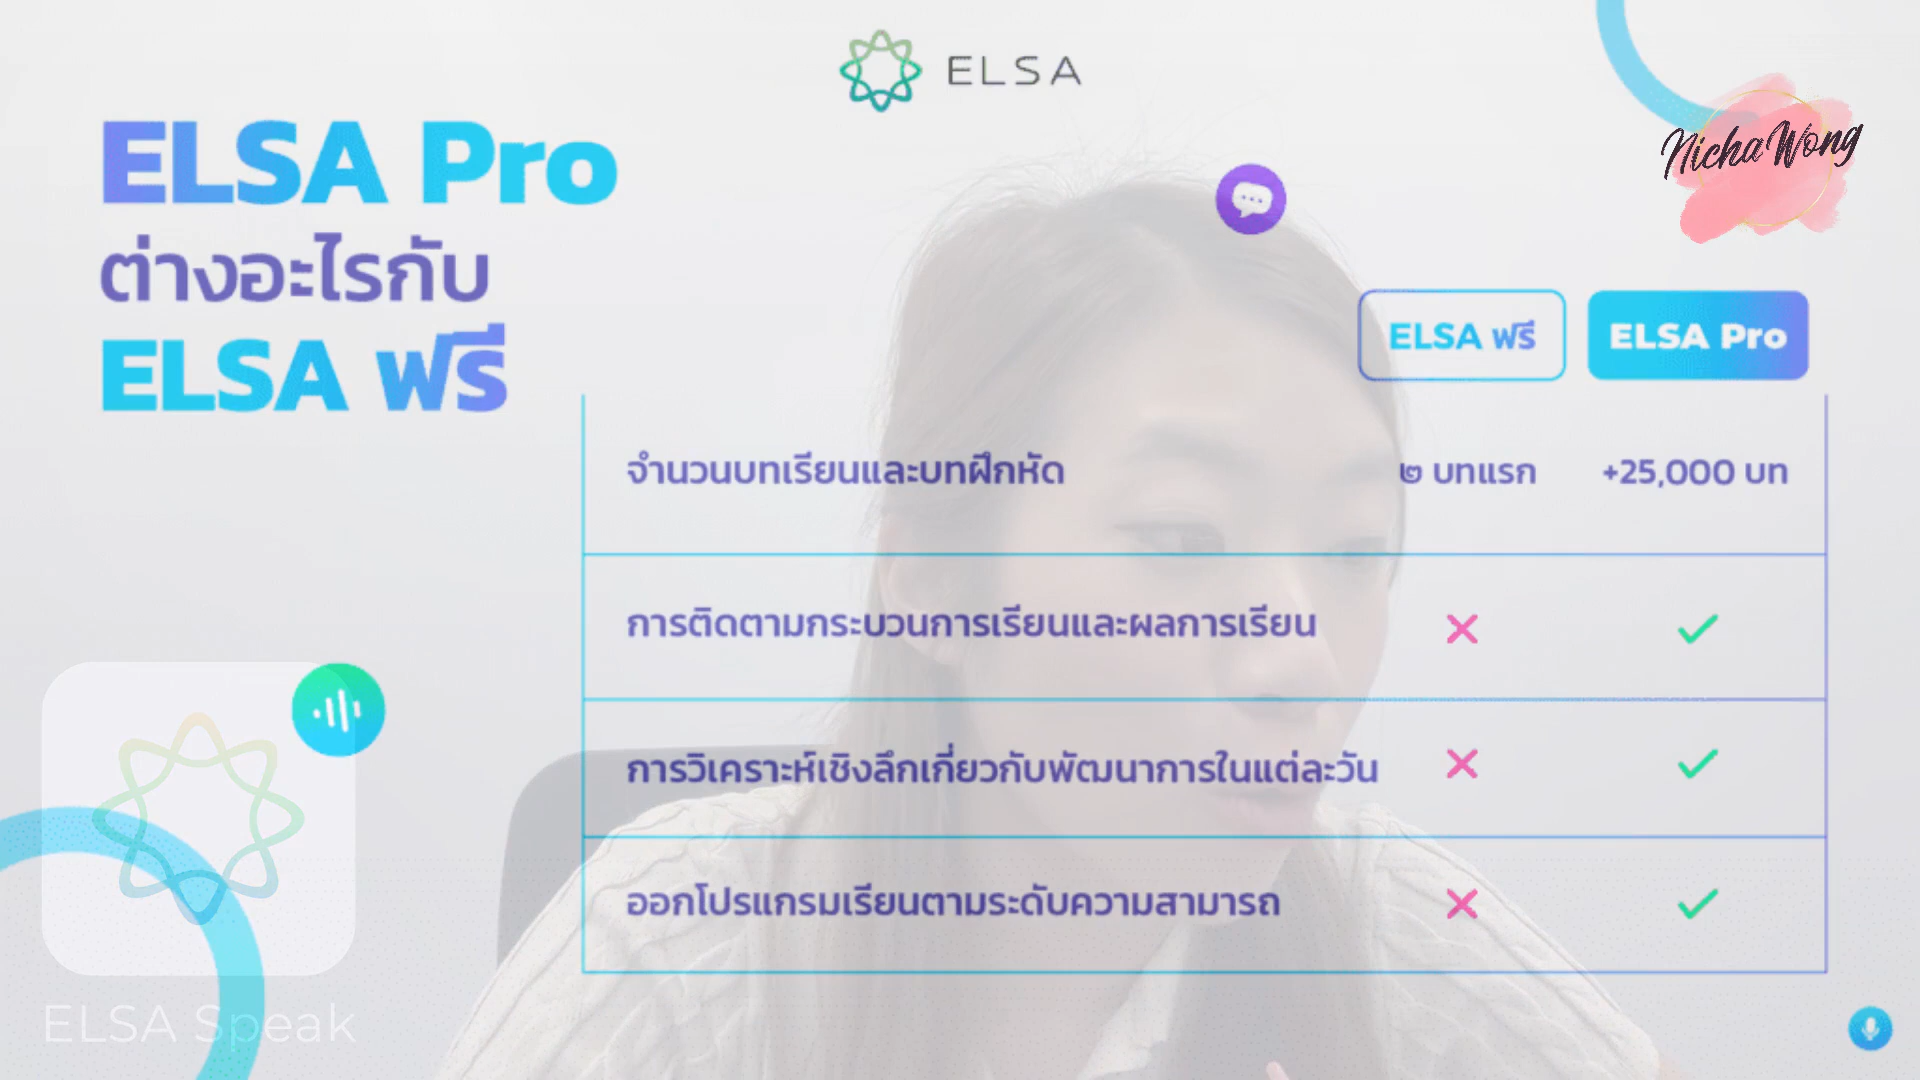 ELSA
ELSA Pro
ต่างอะไรกับ
ELSA ฟรี
Nicha Wong
ELSA ฟรี
ELSA Pro
จำนวนบทเรียนและบทฝึกหัด
๒ บทแรก
+25,000 บท
การติดตามกระบวนการเรียนและผลการเรียน
การวิเคราะห์เชิงลึกเกี่ยวกับพัฒนาการในแต่ละวัน
ออกโปรแกรมเรียนตามระดับความสามารถ
ELSA Speak